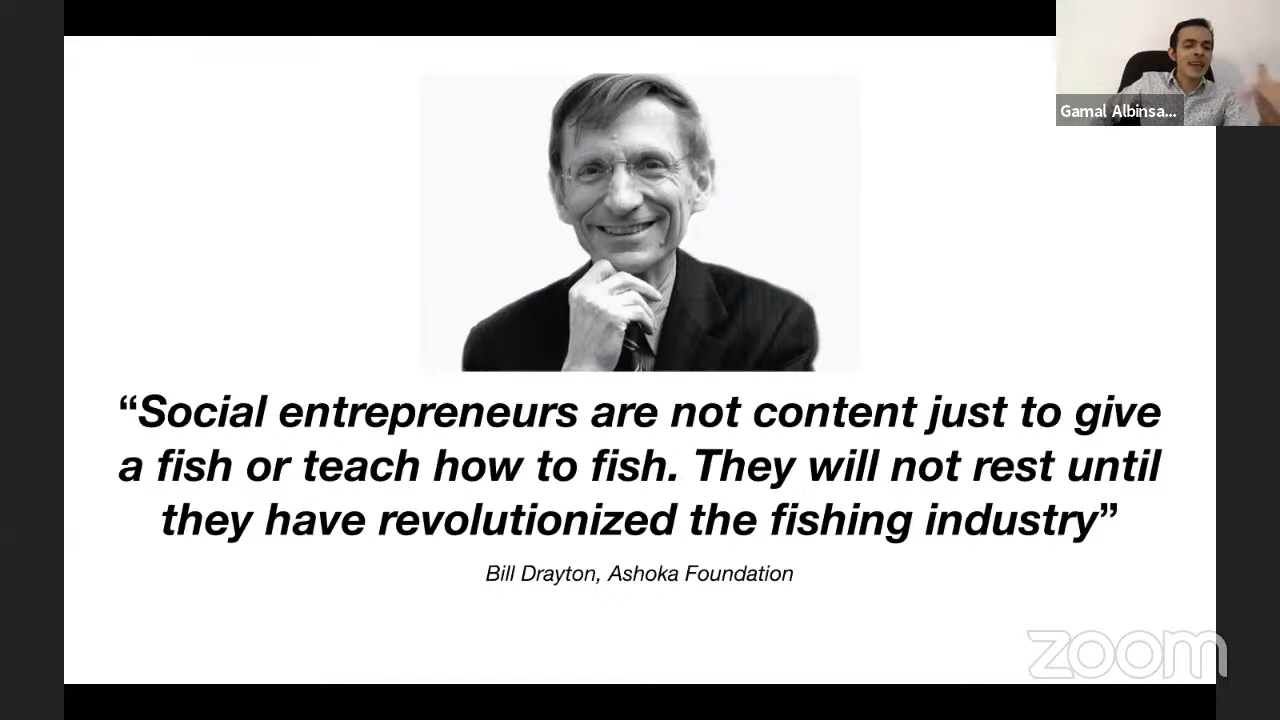 Gamal Albinsa...
“Social entrepreneurs are not content just to give
a fish or teach how to fish. They will not rest until
they have revolutionized the fishing industry”
Bill Drayton, Ashoka Foundation
zoom